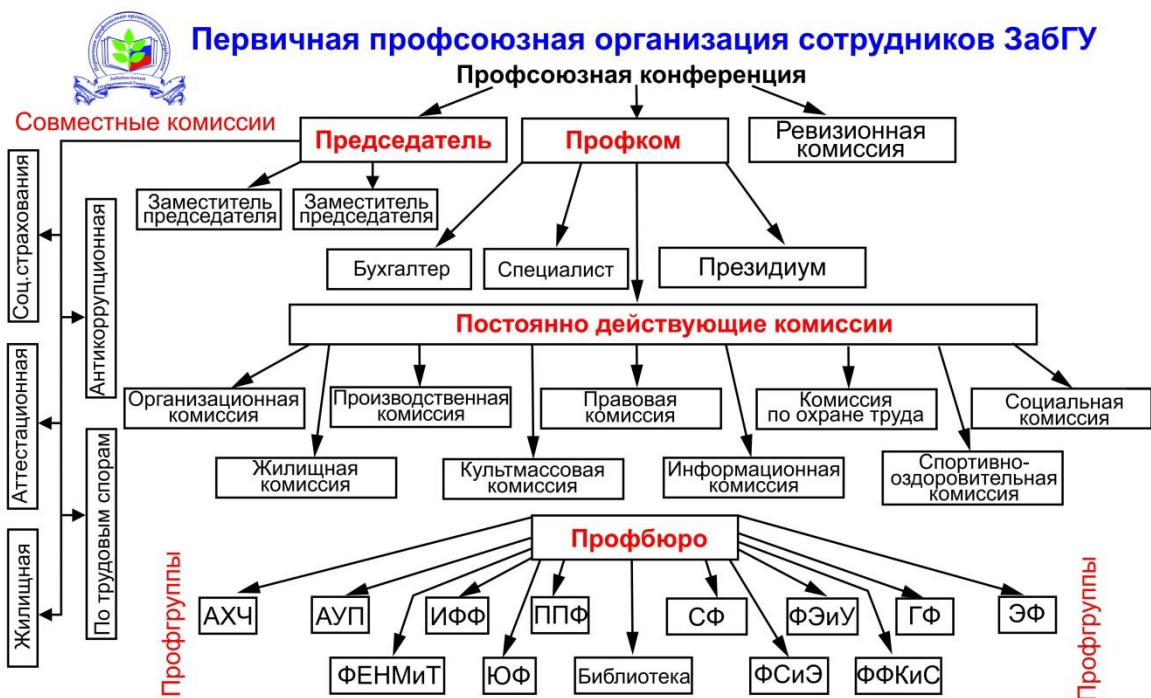 Первичная профсоюзная организация сотрудников ЗабГУ
Профсоюзная конференция
Совместные комиссии
Председатель
Профком
Ревизионная
комиссия
Заместитель
председателя
Заместитель
председателя
Бухгалтер
Специалист
Президиум
Соц.страхования
Антикоррупционная
Аттестационная
По трудовым спорам
Жилищная
Постоянно действующие комиссии
Организационная
комиссия
Производственная
комиссия
Правовая
комиссия
Комиссия
по охране труда
Социальная
комиссия
Жилищная
комиссия
Культмассовая
комиссия
Информационная
комиссия
Спортивно-
оздоровительная
комиссия
Профбюро
Профгруппы
АХЧ
АУП
ИФФ
ППФ
СФ
ФЭиУ
ГФ
ЭФ
ФЕНМиТ
ЮФ
Библиотека
ФСиЭ
ФФКиС
Профгруппы